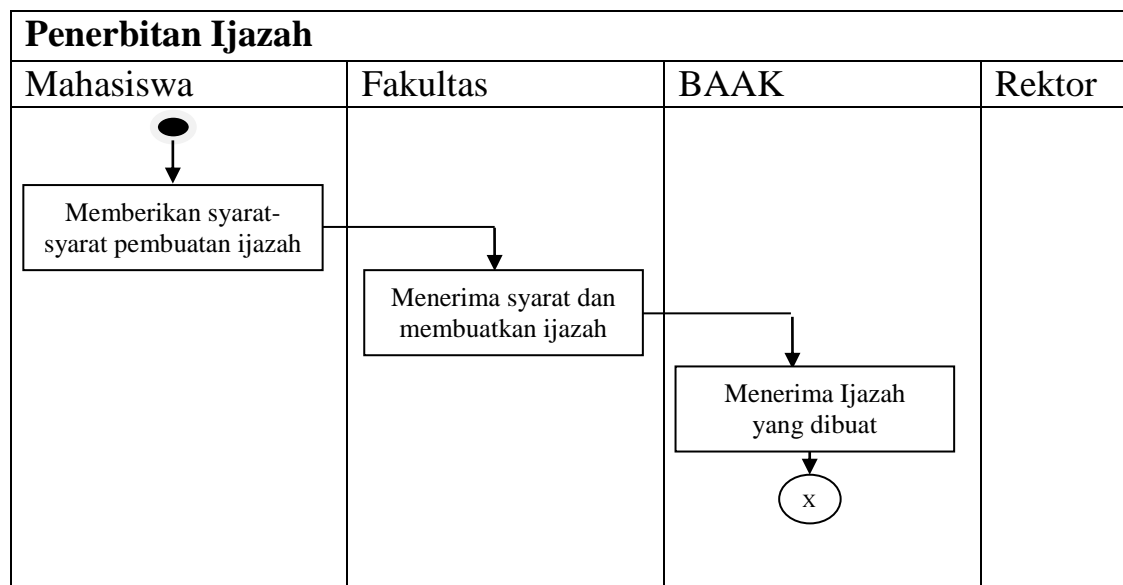 Penerbitan Ijazah
Mahasiswa
Fakultas
BAAK
Rektor
Memberikan syarat-
syarat pembuatan ijazah
Menerima syarat dan
membuatkan ijazah
Menerima Ijazah
yang dibuat
X